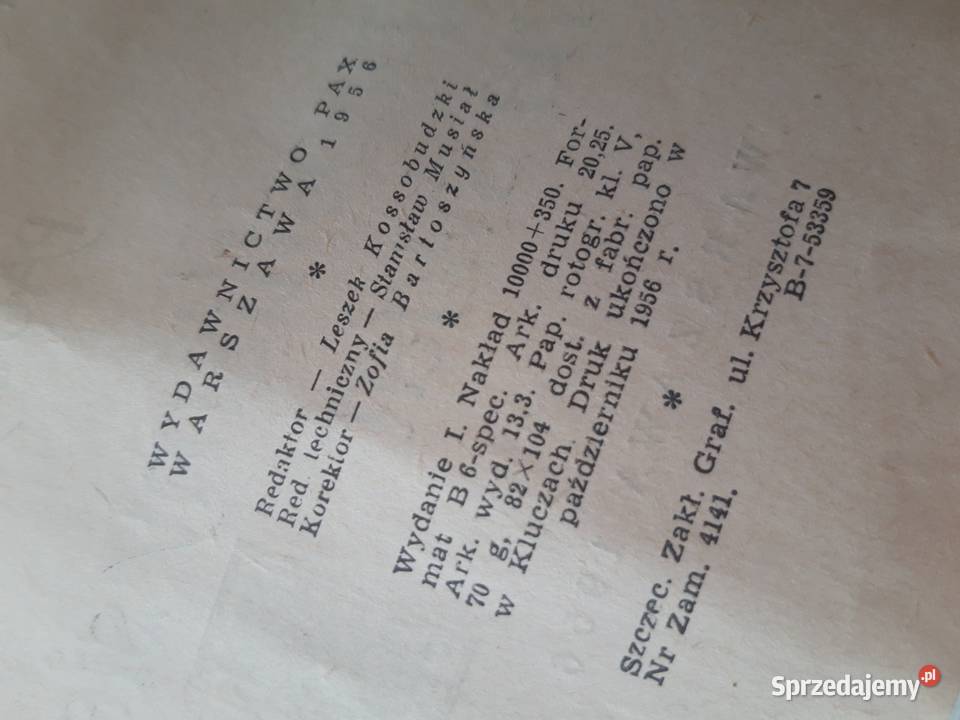 WYDAWNICTWO PAX
WARSZAWA 1956
*
Redaktor — Leszek Kossobudzki
Red. techniczny — Stanisław Musiał
Korektor — Zofia Bartoszyńska
*
Wydanie I. Nakład 10000+350. For-
mat B 6-spec. Ark. druku 20,25.
Ark. wyd. 13,3. Pap. rotogr. kl. V,
70 g, 82×104 dost. z fabr. pap.
w Kluczach. Druk ukończono w
październiku 1956 r.
*
Szczec. Zakł. Graf. ul. Krzysztofa 7
Nr Zam. 4141. B-7-53359
Sprzedajemy.pl